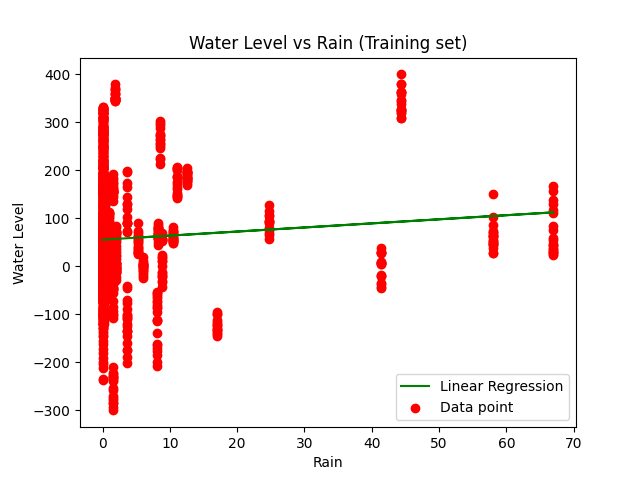 Water Level vs Rain (Training set)
400
300
200
100
0
−100
−200
−300
Water Level
0 10 20 30 40 50 60 70
Rain
Linear Regression
Data point